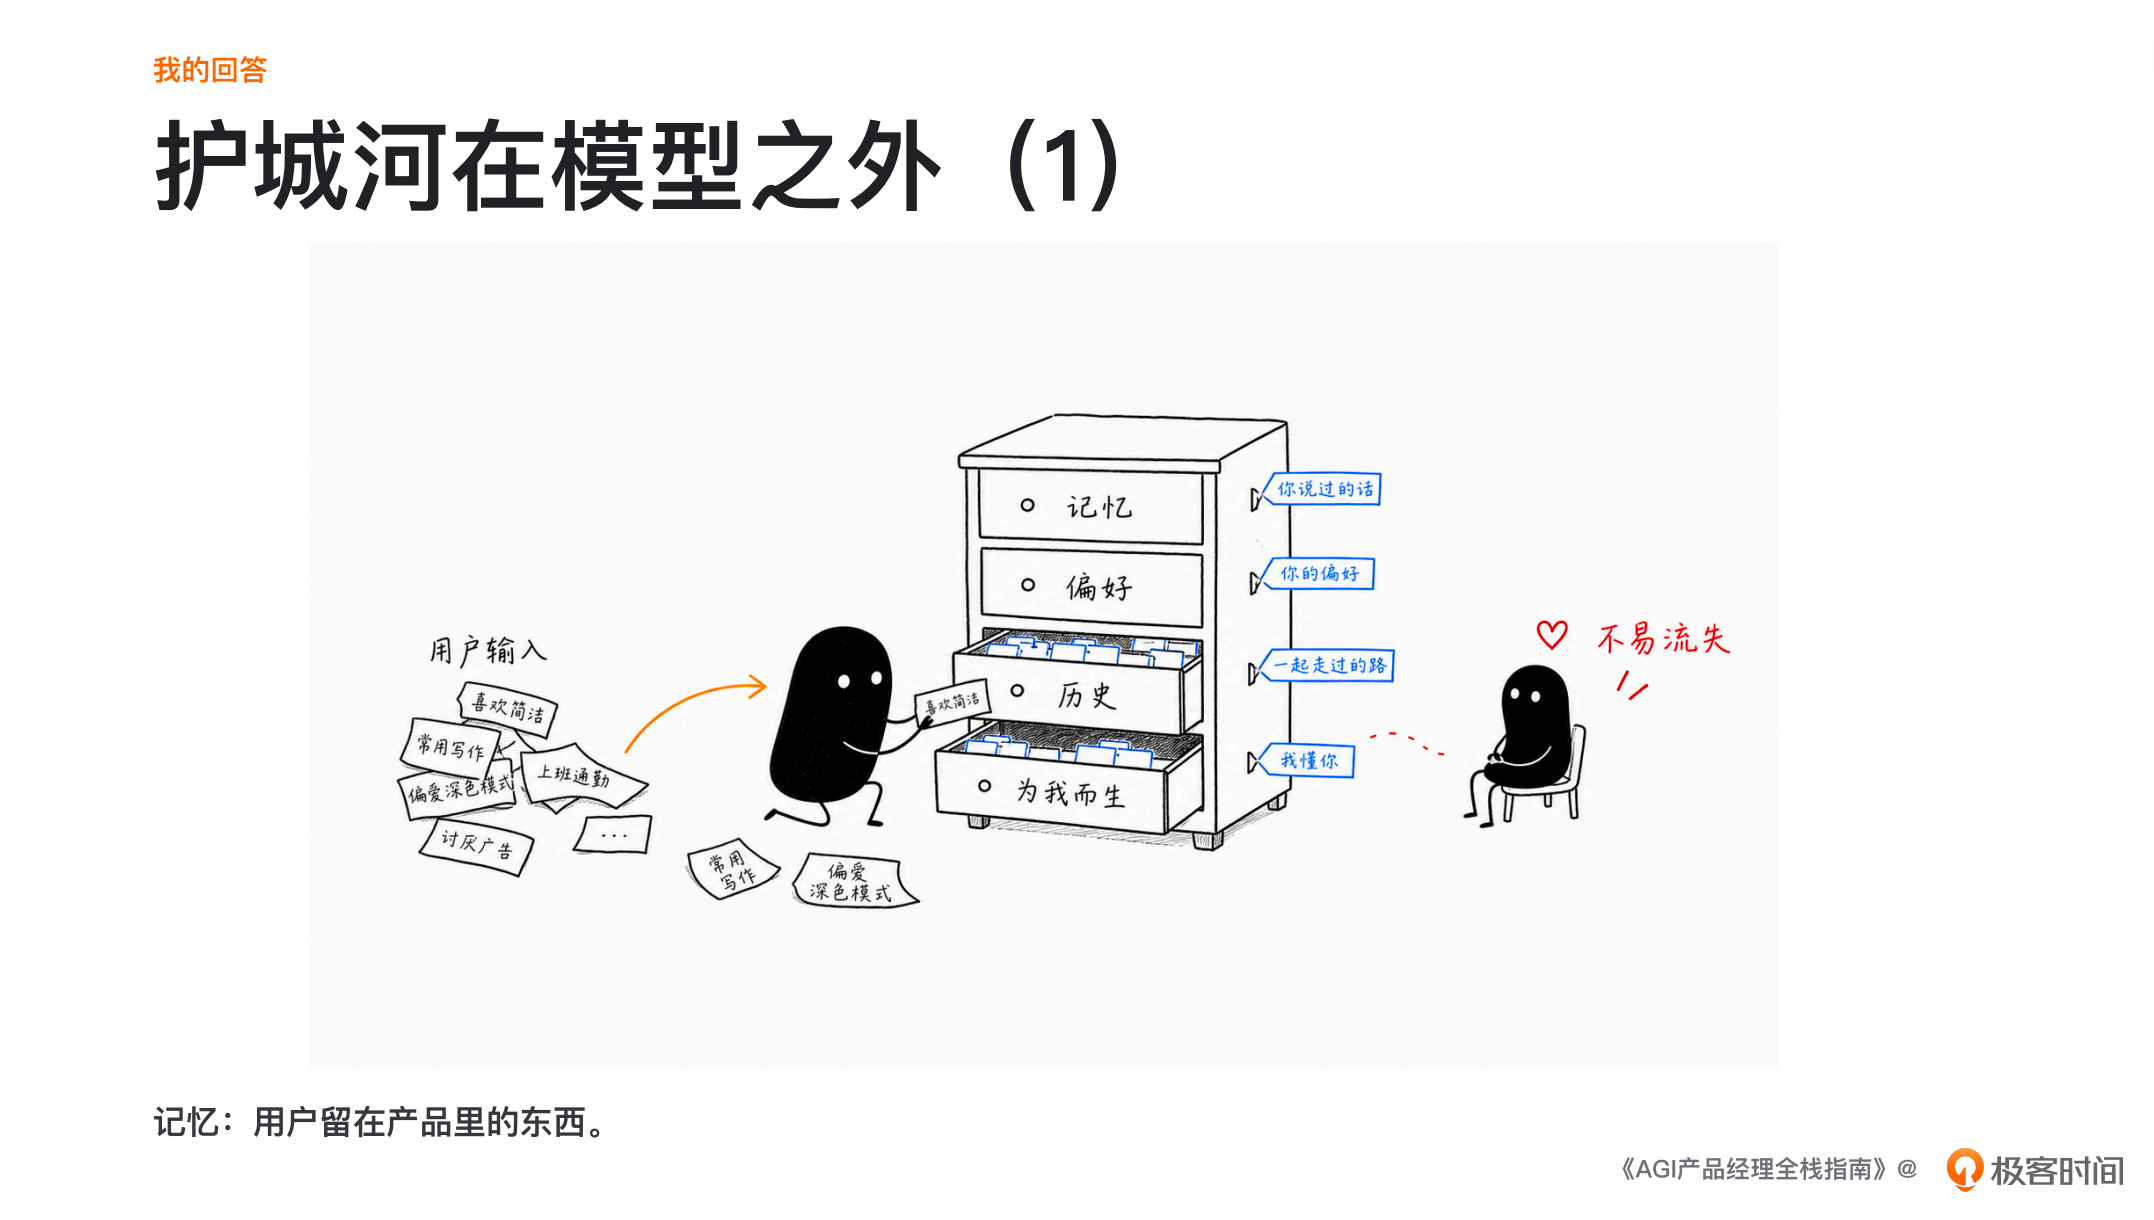 我的回答
护城河在模型之外（1）
用户输入
喜欢简洁
常用写作
偏爱深色模式
上班通勤
讨厌广告
...
常用
写作
偏爱
深色模式
喜欢简洁
记忆
偏好
历史
为我而生
你说过的话
你的偏好
一起走过的路
我懂你
不易流失
记忆：用户留在产品里的东西。
《AGI产品经理全栈指南》@
极客时间